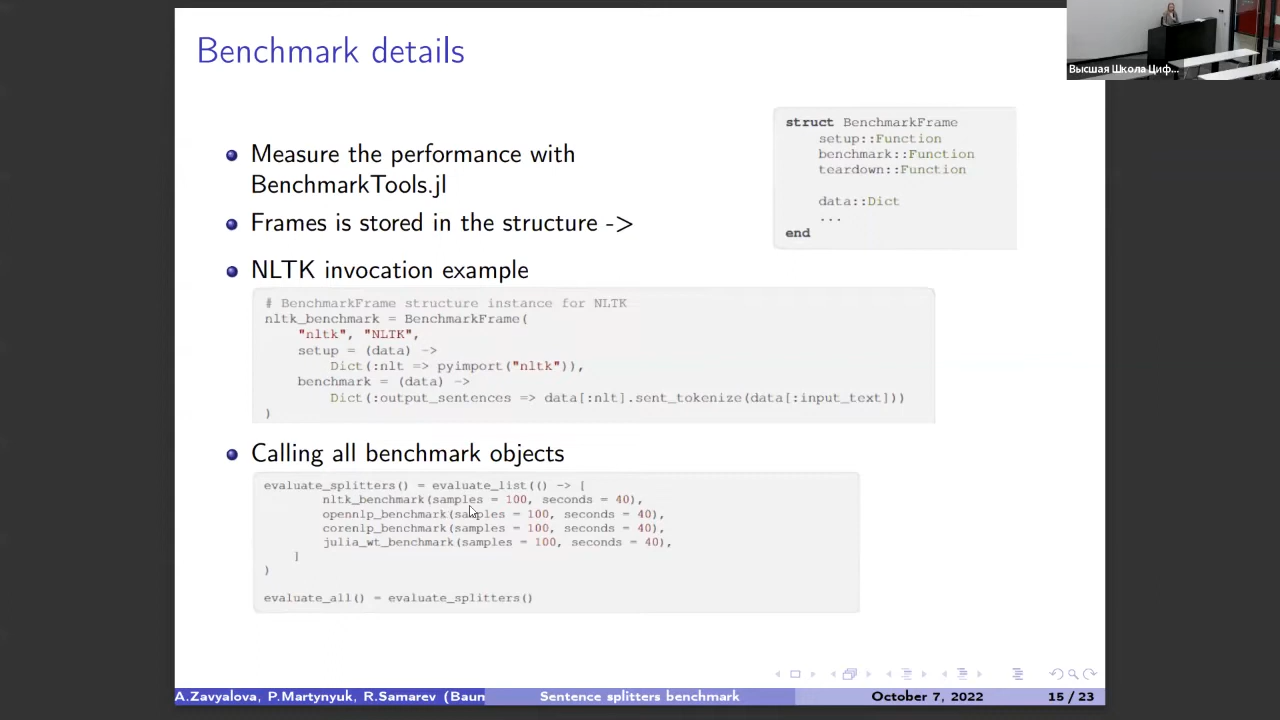 Benchmark details
Высшая Школа Циф...
Measure the performance with
BenchmarkTools.jl
Frames is stored in the structure ->
struct BenchmarkFrame
setup::Function
benchmark::Function
teardown::Function
data::Dict
...
end
NLTK invocation example
# BenchmarkFrame structure instance for NLTK
nltk_benchmark = BenchmarkFrame(
"nltk", "NLTK",
setup = (data) ->
Dict(:nlt => pyimport("nltk")),
benchmark = (data) ->
Dict(:output_sentences => data[:nlt].sent_tokenize(data[:input_text]))
)
Calling all benchmark objects
evaluate_splitters() = evaluate_list(() -> [
nltk_benchmark(samples = 100, seconds = 40),
opennlp_benchmark(samples = 100, seconds = 40),
corenlp_benchmark(samples = 100, seconds = 40),
julia_wt_benchmark(samples = 100, seconds = 40),
]
)
evaluate_all() = evaluate_splitters()
A.Zavyalova, P.Martynyuk, R.Samarev (Baum
Sentence splitters benchmark
October 7, 2022
15 / 23